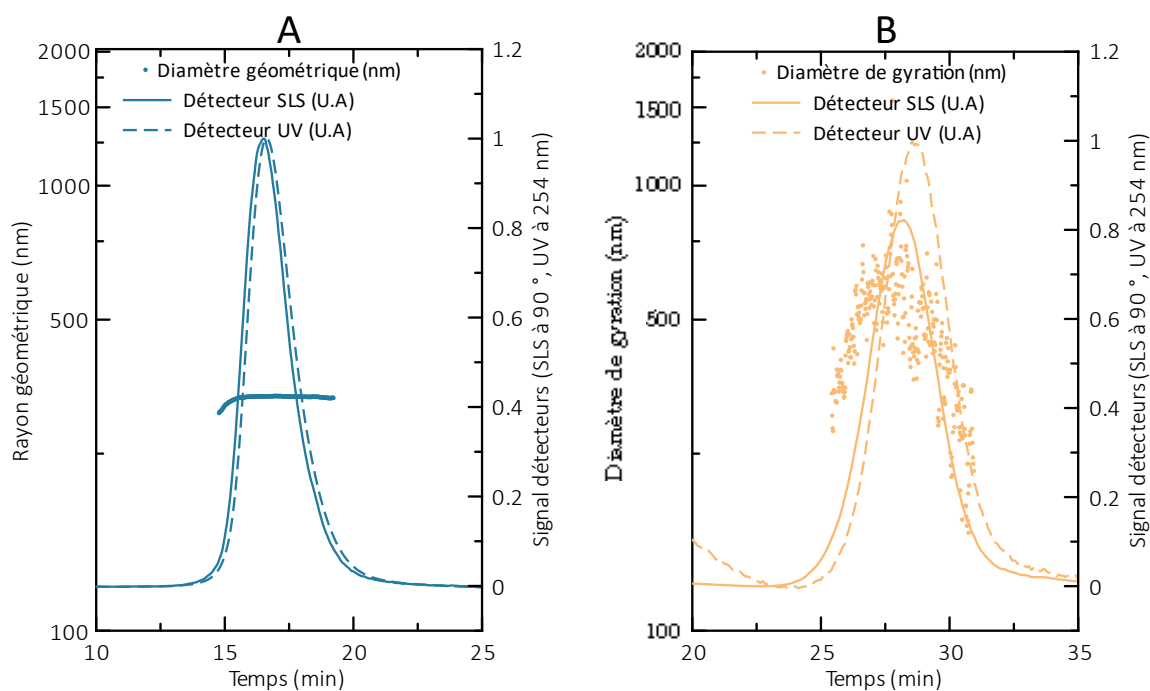 A
2000
1500
1000
500
100
Rayon géométrique (nm)
Diamètre géométrique (nm)
Détecteur SLS (U.A)
Détecteur UV (U.A)
1.2
1
0.8
0.6
0.4
0.2
0
Signal détecteurs (SLS à 90 °, UV à 254 nm)
10 15 20 25
Temps (min)
B
2000
1500
1000
500
100
Diamètre de gyration (nm)
Diamètre de gyration (nm)
Détecteur SLS (U.A)
Détecteur UV (U.A)
1.2
1
0.8
0.6
0.4
0.2
0
Signal détecteurs (SLS à 90 °, UV à 254 nm)
20 25 30 35
Temps (min)